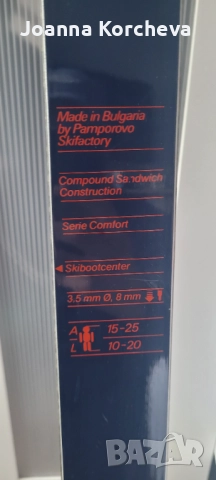 Joanna Korcheva
Made in Bulgaria
by Pamporovo
Skifactory
Compound Sandwich
Construction
Serie Comfort
◄ Skibootcenter
3.5 mm Ø, 8 mm
A 15-25
L 10-20
BAZAR